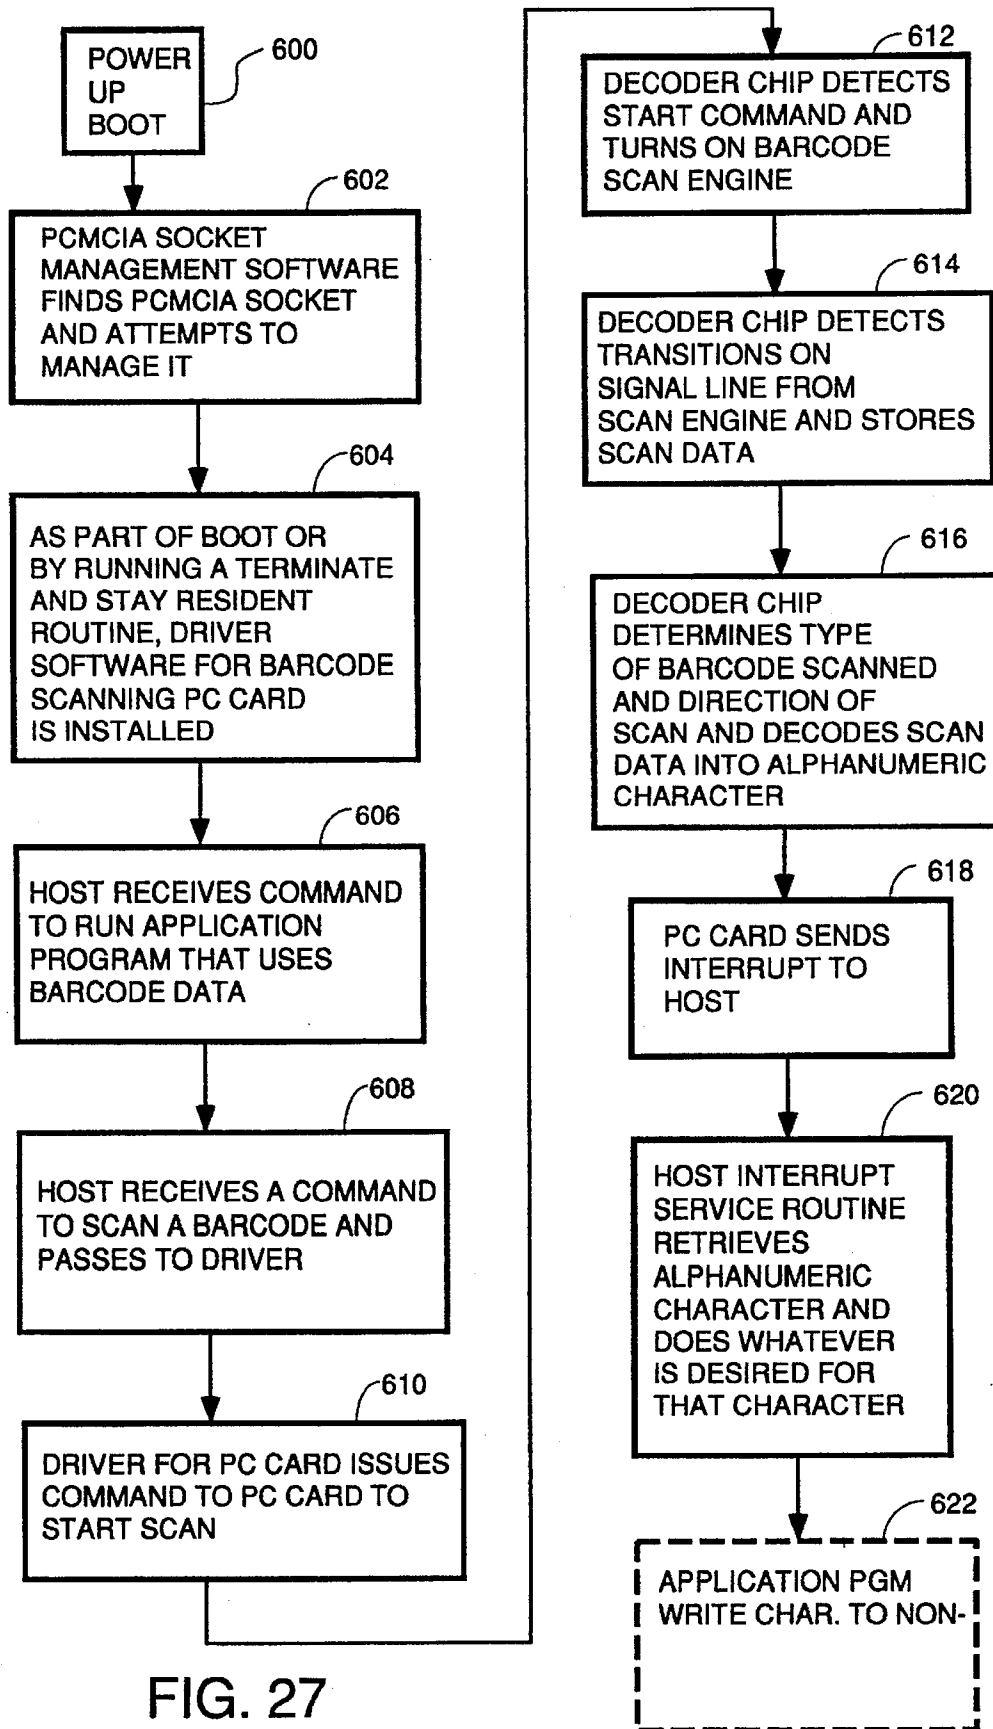 600
POWER
UP
BOOT
602
PCMCIA SOCKET
MANAGEMENT SOFTWARE
FINDS PCMCIA SOCKET
AND ATTEMPTS TO
MANAGE IT
604
AS PART OF BOOT OR
BY RUNNING A TERMINATE
AND STAY RESIDENT
ROUTINE, DRIVER
SOFTWARE FOR BARCODE
SCANNING PC CARD
IS INSTALLED
606
HOST RECEIVES COMMAND
TO RUN APPLICATION
PROGRAM THAT USES
BARCODE DATA
608
HOST RECEIVES A COMMAND
TO SCAN A BARCODE AND
PASSES TO DRIVER
610
DRIVER FOR PC CARD ISSUES
COMMAND TO PC CARD TO
START SCAN
612
DECODER CHIP DETECTS
START COMMAND AND
TURNS ON BARCODE
SCAN ENGINE
614
DECODER CHIP DETECTS
TRANSITIONS ON
SIGNAL LINE FROM
SCAN ENGINE AND STORES
SCAN DATA
616
DECODER CHIP
DETERMINES TYPE
OF BARCODE SCANNED
AND DIRECTION OF
SCAN AND DECODES SCAN
DATA INTO ALPHANUMERIC
CHARACTER
618
PC CARD SENDS
INTERRUPT TO
HOST
620
HOST INTERRUPT
SERVICE ROUTINE
RETRIEVES
ALPHANUMERIC
CHARACTER AND
DOES WHATEVER
IS DESIRED FOR
THAT CHARACTER
622
APPLICATION PGM
WRITE CHAR. TO NON-
FIG. 27